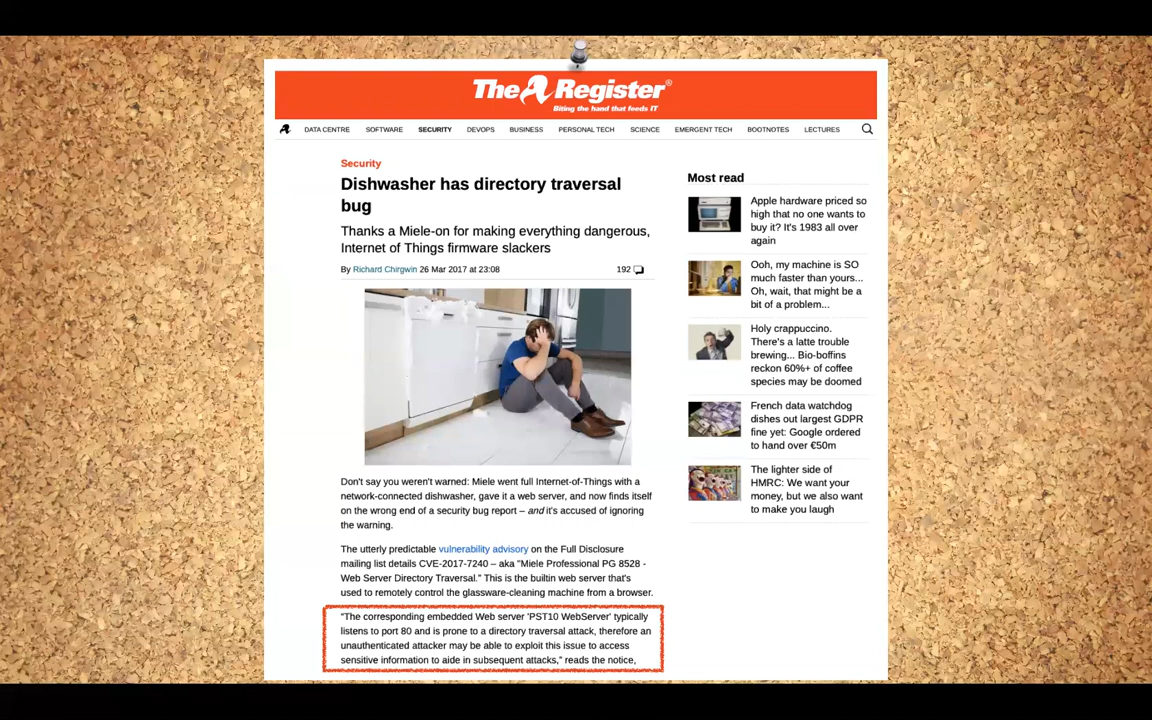 The Register®
Biting the hand that feeds IT
DATA CENTRE SOFTWARE SECURITY DEVOPS BUSINESS PERSONAL TECH SCIENCE EMERGENT TECH BOOTNOTES LECTURES
Security
Dishwasher has directory traversal
bug
Thanks a Miele-on for making everything dangerous,
Internet of Things firmware slackers
By Richard Chirgwin 26 Mar 2017 at 23:08
192
Don't say you weren't warned: Miele went full Internet-of-Things with a
network-connected dishwasher, gave it a web server, and now finds itself
on the wrong end of a security bug report – and it's accused of ignoring
the warning.
The utterly predictable vulnerability advisory on the Full Disclosure
mailing list details CVE-2017-7240 – aka "Miele Professional PG 8528 -
Web Server Directory Traversal." This is the builtin web server that's
used to remotely control the glassware-cleaning machine from a browser.
"The corresponding embedded Web server 'PST10 WebServer' typically
listens to port 80 and is prone to a directory traversal attack, therefore an
unauthenticated attacker may be able to exploit this issue to access
sensitive information to aide in subsequent attacks," reads the notice,
Most read
Apple hardware priced so
high that no one wants to
buy it? It's 1983 all over
again
Ooh, my machine is SO
much faster than yours...
Oh, wait, that might be a
bit of a problem...
Holy crappuccino.
There's a latte trouble
brewing... Bio-boffins
reckon 60%+ of coffee
species may be doomed
French data watchdog
dishes out largest GDPR
fine yet: Google ordered
to hand over €50m
The lighter side of
HMRC: We want your
money, but we also want
to make you laugh